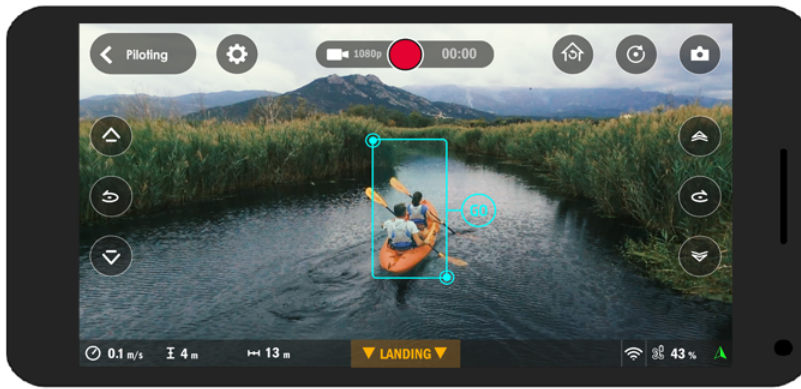 Piloting
1080p
00:00
GO
0.1 m/s
4 m
13 m
▼ LANDING ▼
43 %